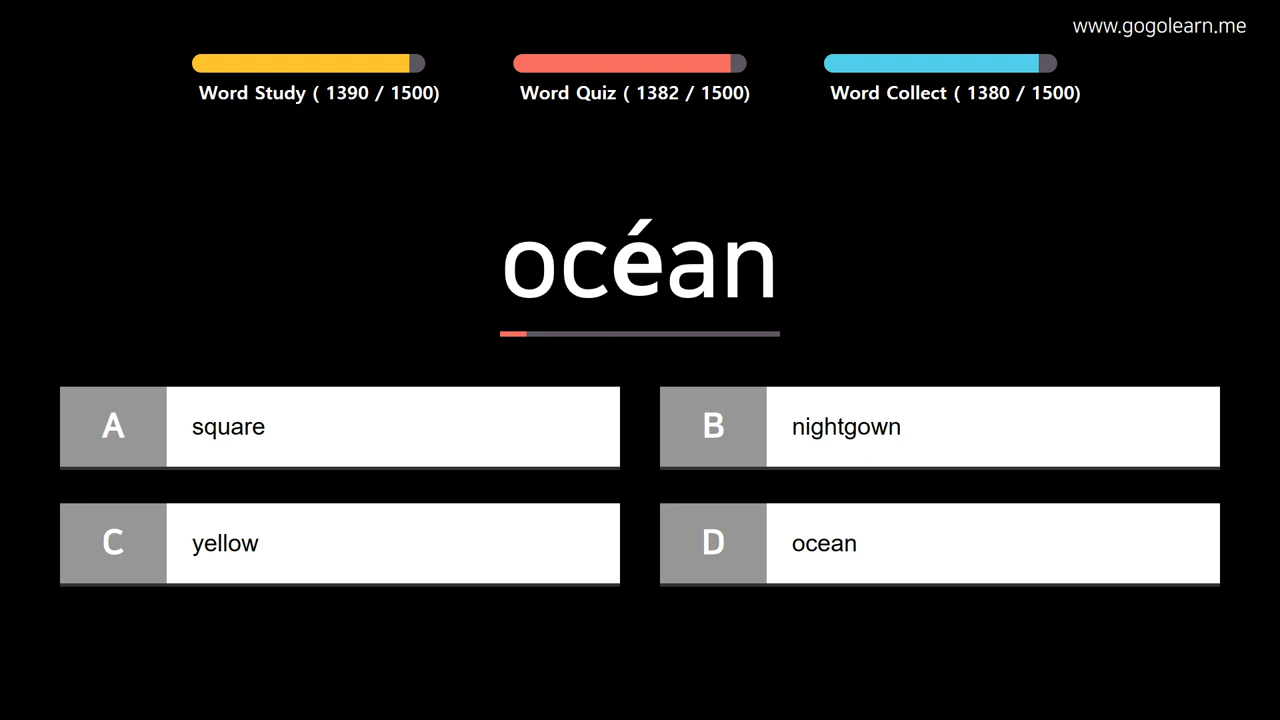 www.gogolearn.me
Word Study ( 1390 / 1500)
Word Quiz ( 1382 / 1500)
Word Collect ( 1380 / 1500)
océan
A
square
B
nightgown
C
yellow
D
ocean